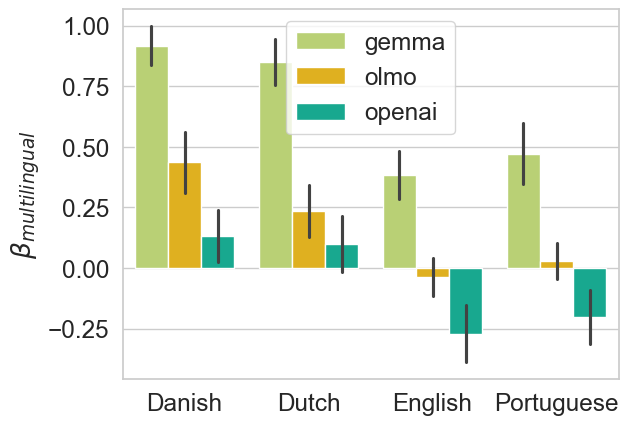 1.00
0.75
0.50
0.25
0.00
−0.25
βmultilingual
gemma
olmo
openai
Danish Dutch English Portuguese